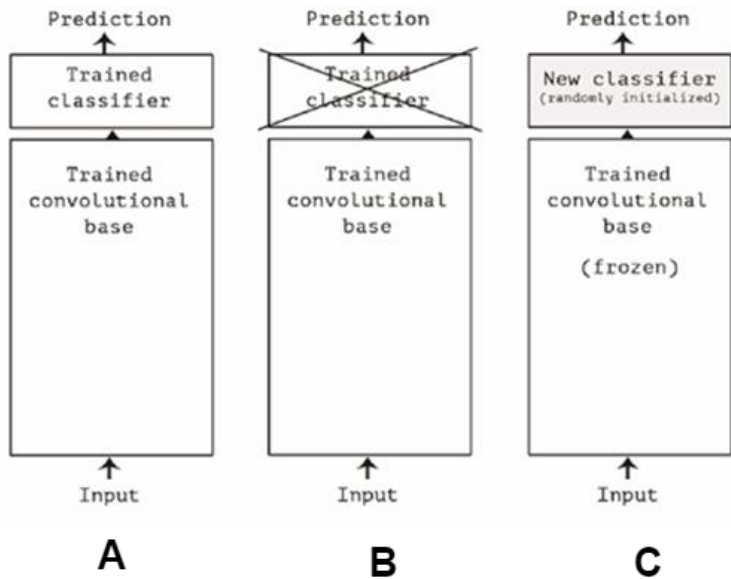 Prediction
Trained
classifier
Trained
convolutional
base
Input
A
Prediction
Trained
classifier
Trained
convolutional
base
Input
B
Prediction
New classifier
(randomly initialized)
Trained
convolutional
base
(frozen)
Input
C